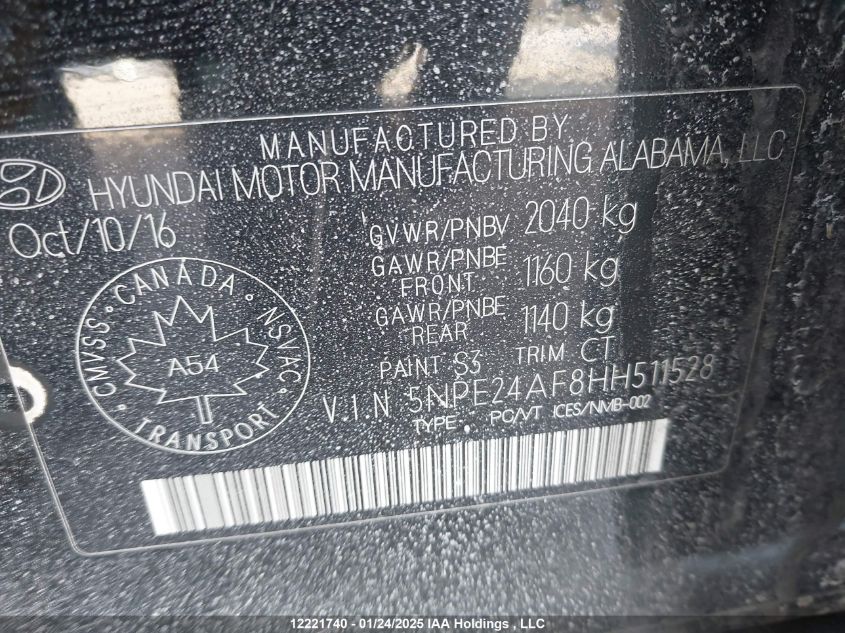 MANUFACTURED BY
HYUNDAI MOTOR MANUFACTURING ALABAMA, LLC
Oct/10/16
GVWR/PNBV 2040 kg
GAWR/PNBE FRONT 1160 kg
GAWR/PNBE REAR 1140 kg
PAINT S3 TRIM CT
V.I.N 5NPE24AF8HH511528
TYPE PC/VT ICES/NMB-002
CMVSS · CANADA · NSVAC · TRANSPORT
A54
12221740 - 01/24/2025 IAA Holdings , LLC